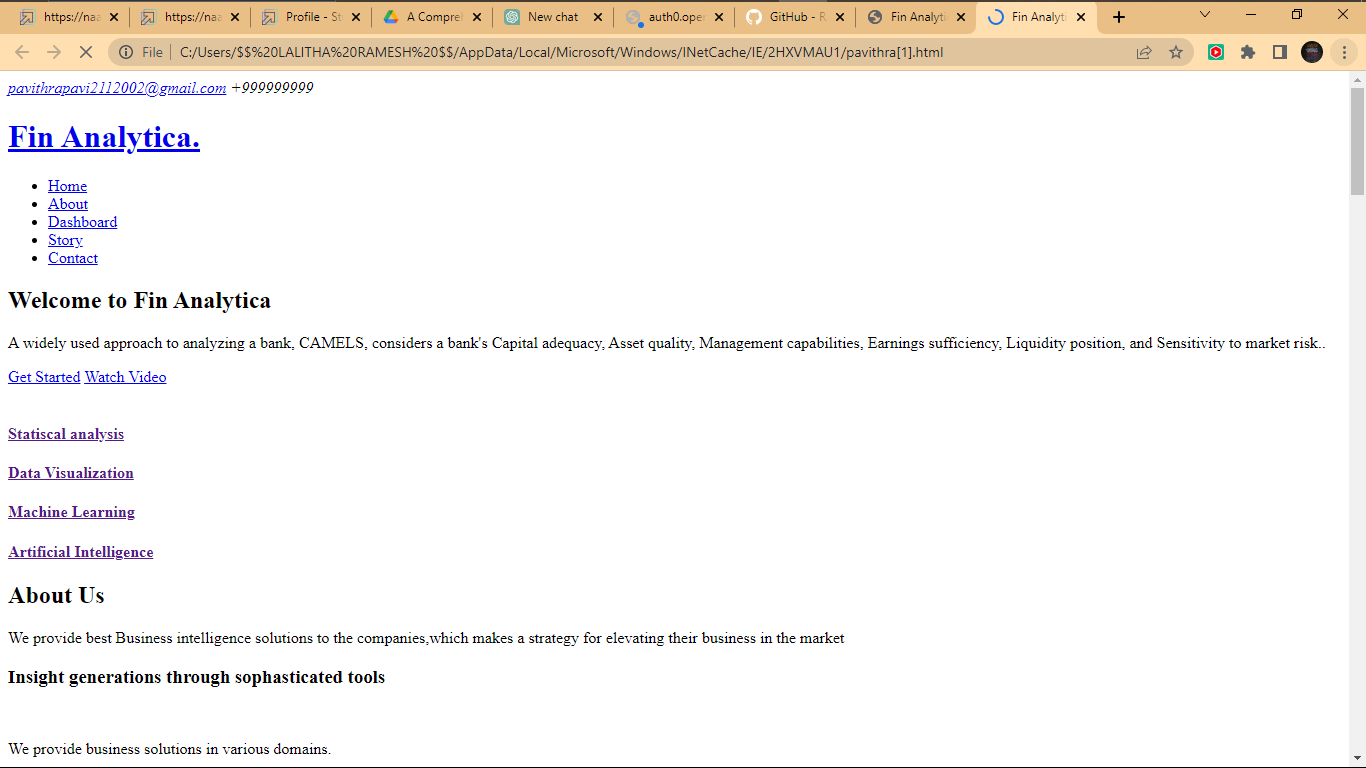 https://naa
https://naa
Profile - St
A Compreh
New chat
auth0.oper
GitHub - R
Fin Analyti
Fin Analyti
File
C:/Users/$$%20LALITHA%20RAMESH%20$$/AppData/Local/Microsoft/Windows/INetCache/IE/2HXVMAU1/pavithra[1].html
pavithrapavi2112002@gmail.com +999999999
Fin Analytica.
Home
About
Dashboard
Story
Contact
Welcome to Fin Analytica
A widely used approach to analyzing a bank, CAMELS, considers a bank's Capital adequacy, Asset quality, Management capabilities, Earnings sufficiency, Liquidity position, and Sensitivity to market risk..
Get Started Watch Video
Statiscal analysis
Data Visualization
Machine Learning
Artificial Intelligence
About Us
We provide best Business intelligence solutions to the companies,which makes a strategy for elevating their business in the market
Insight generations through sophasticated tools
We provide business solutions in various domains.